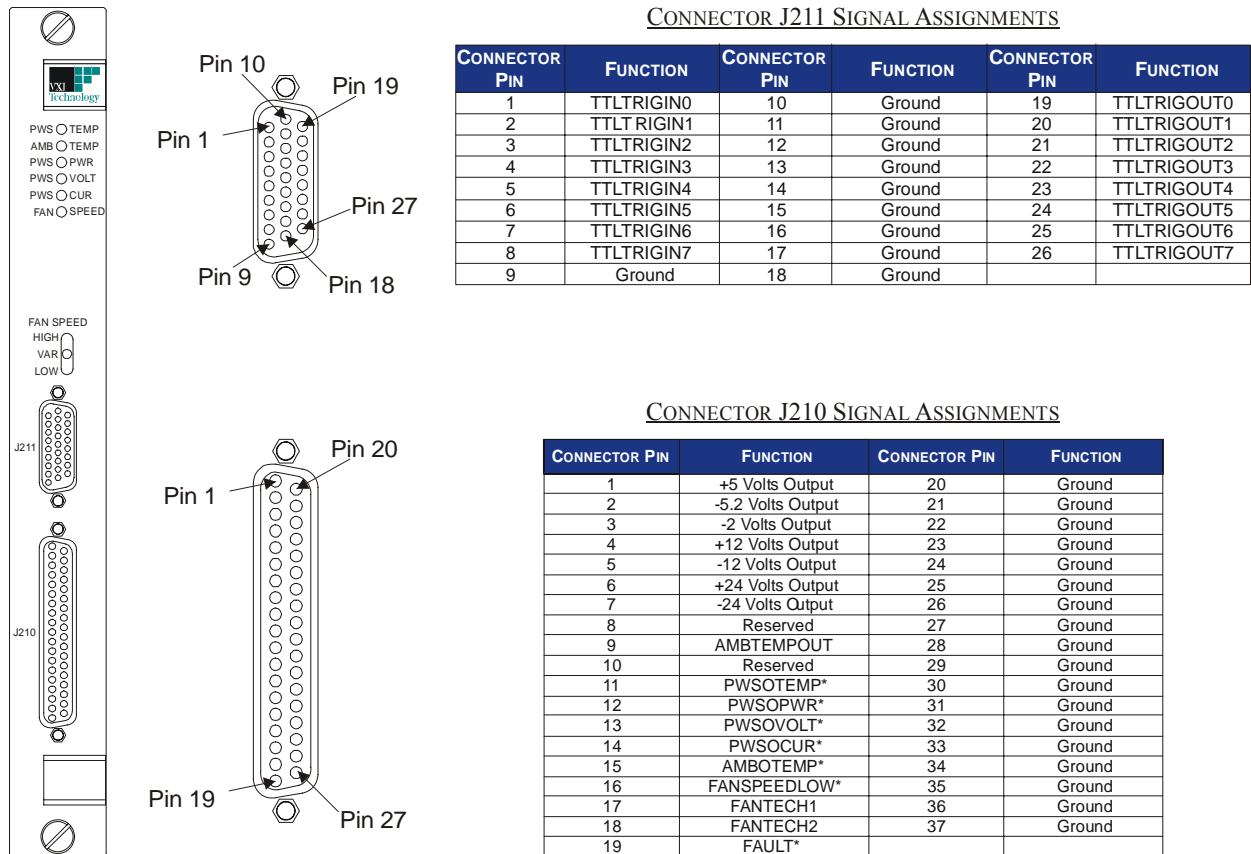 VXI
Technology
PWS TEMP
AMB TEMP
PWS PWR
PWS VOLT
PWS CUR
FAN SPEED
FAN SPEED
HIGH
VAR
LOW
J211
J210
Pin 10
Pin 19
Pin 1
Pin 27
Pin 9
Pin 18
CONNECTOR J211 SIGNAL ASSIGNMENTS
CONNECTOR PIN FUNCTION CONNECTOR PIN FUNCTION CONNECTOR PIN FUNCTION
1 TTLTRIGIN0 10 Ground 19 TTLTRIGOUT0
2 TTLT RIGIN1 11 Ground 20 TTLTRIGOUT1
3 TTLTRIGIN2 12 Ground 21 TTLTRIGOUT2
4 TTLTRIGIN3 13 Ground 22 TTLTRIGOUT3
5 TTLTRIGIN4 14 Ground 23 TTLTRIGOUT4
6 TTLTRIGIN5 15 Ground 24 TTLTRIGOUT5
7 TTLTRIGIN6 16 Ground 25 TTLTRIGOUT6
8 TTLTRIGIN7 17 Ground 26 TTLTRIGOUT7
9 Ground 18 Ground
Pin 20
Pin 1
Pin 19
Pin 27
CONNECTOR J210 SIGNAL ASSIGNMENTS
CONNECTOR PIN FUNCTION CONNECTOR PIN FUNCTION
1 +5 Volts Output 20 Ground
2 -5.2 Volts Output 21 Ground
3 -2 Volts Output 22 Ground
4 +12 Volts Output 23 Ground
5 -12 Volts Output 24 Ground
6 +24 Volts Output 25 Ground
7 -24 Volts Output 26 Ground
8 Reserved 27 Ground
9 AMBTEMPOUT 28 Ground
10 Reserved 29 Ground
11 PWSOTEMP* 30 Ground
12 PWSOPWR* 31 Ground
13 PWSOVOLT* 32 Ground
14 PWSOCUR* 33 Ground
15 AMBOTEMP* 34 Ground
16 FANSPEEDLOW* 35 Ground
17 FANTECH1 36 Ground
18 FANTECH2 37 Ground
19 FAULT*